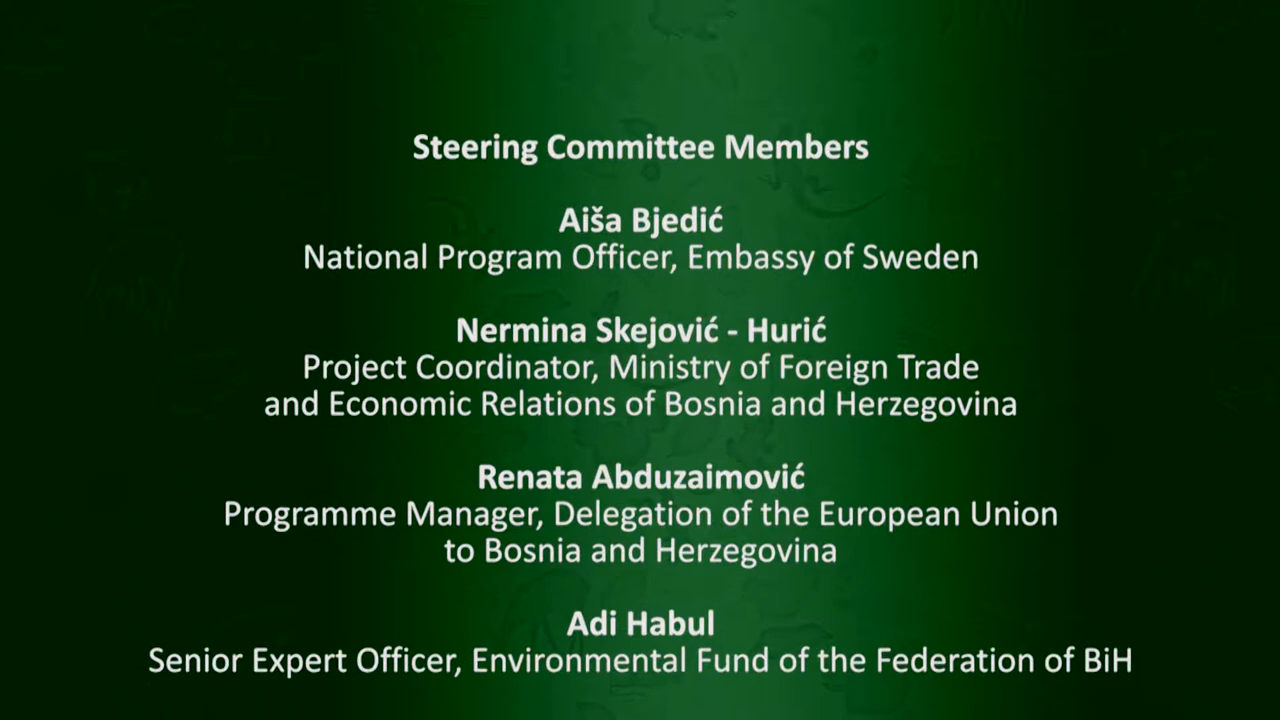 Steering Committee Members
Aiša Bjedić
National Program Officer, Embassy of Sweden
Nermina Skejović - Hurić
Project Coordinator, Ministry of Foreign Trade
and Economic Relations of Bosnia and Herzegovina
Renata Abduzaimović
Programme Manager, Delegation of the European Union
to Bosnia and Herzegovina
Adi Habul
Senior Expert Officer, Environmental Fund of the Federation of BiH